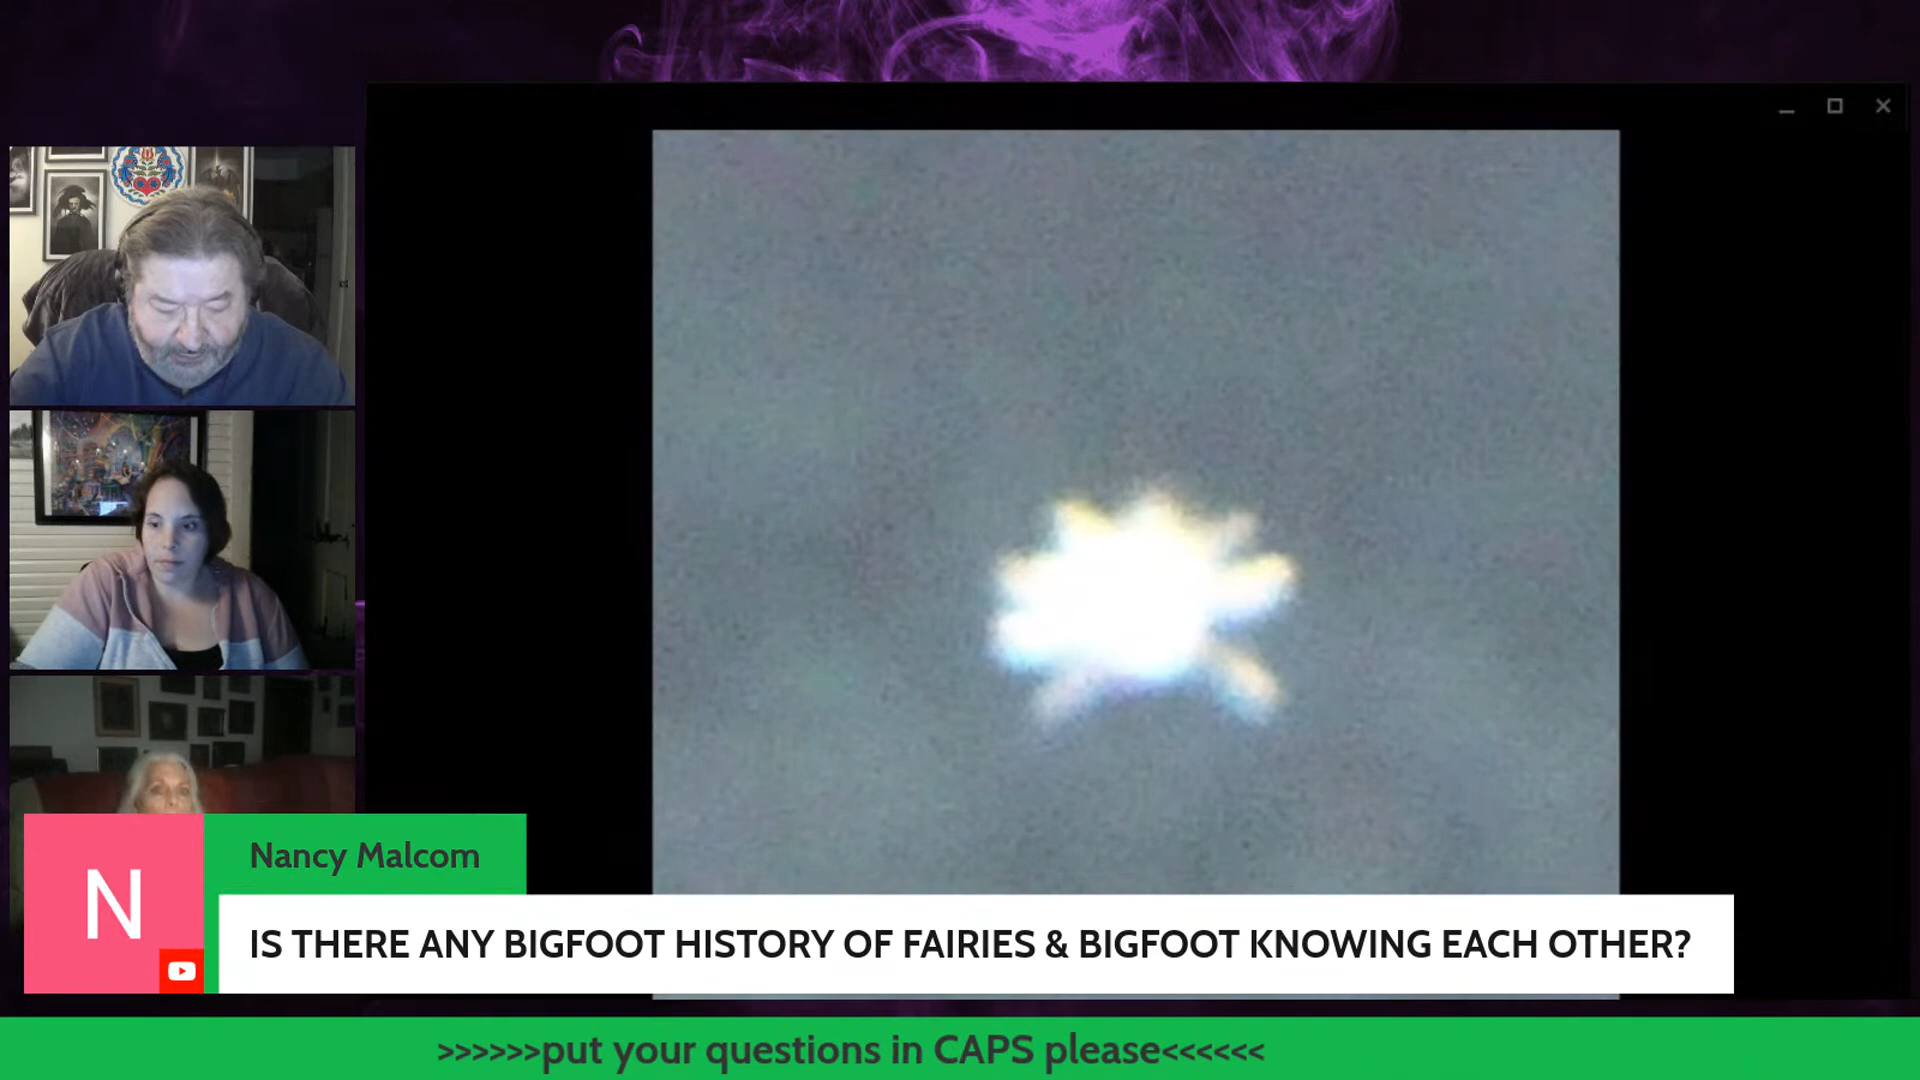 N
Nancy Malcom
IS THERE ANY BIGFOOT HISTORY OF FAIRIES & BIGFOOT KNOWING EACH OTHER?
>>>>>>put your questions in CAPS please<<<<<<